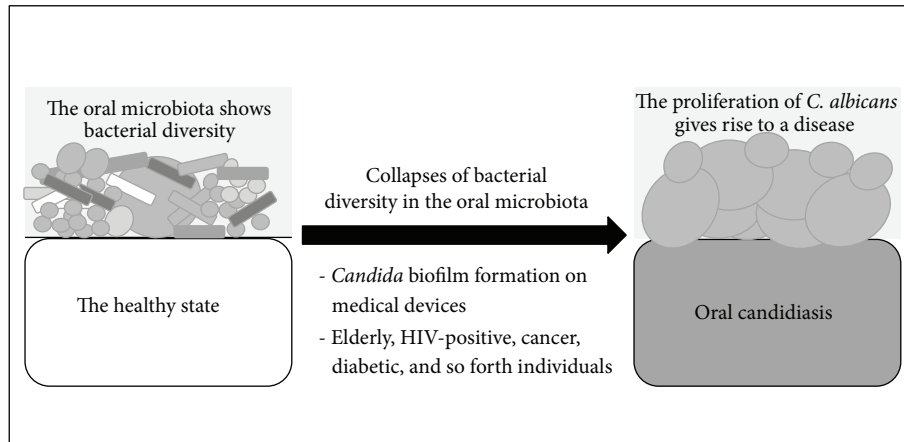 The oral microbiota shows
bacterial diversity
The healthy state
Collapses of bacterial
diversity in the oral microbiota
- Candida biofilm formation on
medical devices
- Elderly, HIV-positive, cancer,
diabetic, and so forth individuals
The proliferation of C. albicans
gives rise to a disease
Oral candidiasis